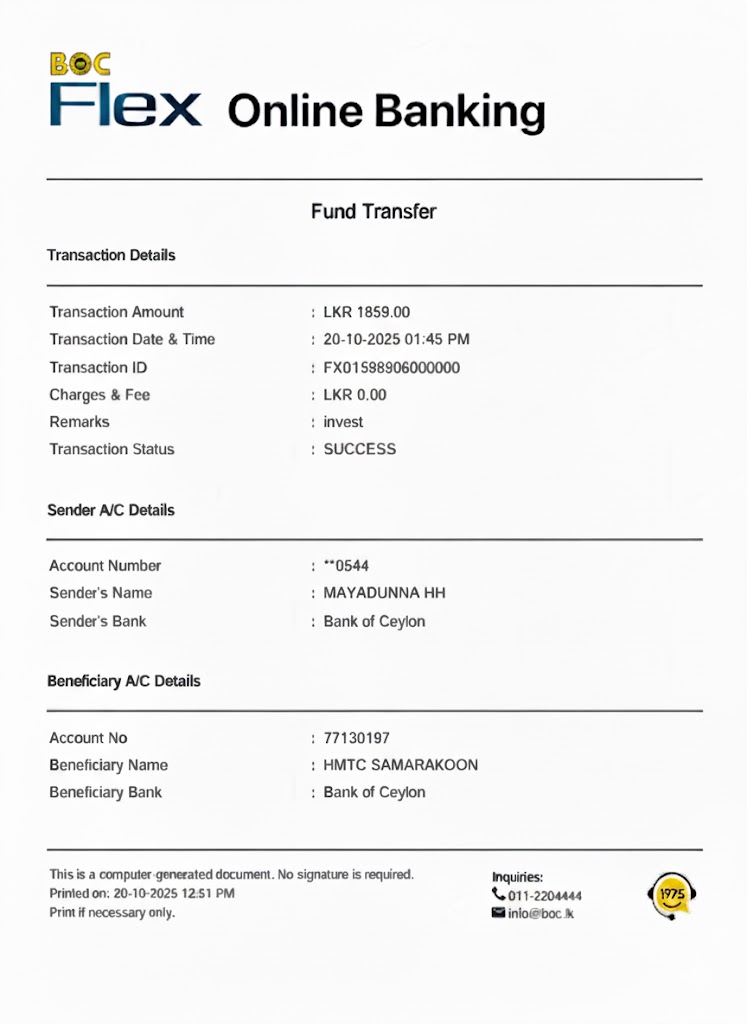 BOC
Flex Online Banking
Fund Transfer
Transaction Details
Transaction Amount : LKR 1859.00
Transaction Date & Time : 20-10-2025 01:45 PM
Transaction ID : FX01598906000000
Charges & Fee : LKR 0.00
Remarks : invest
Transaction Status : SUCCESS
Sender A/C Details
Account Number : **0544
Sender's Name : MAYADUNNA HH
Sender's Bank : Bank of Ceylon
Beneficiary A/C Details
Account No : 77130197
Beneficiary Name : HMTC SAMARAKOON
Beneficiary Bank : Bank of Ceylon
This is a computer-generated document. No signature is required.
Printed on: 20-10-2025 12:51 PM
Print if necessary only.
Inquiries:
011-2204444
info@boc.lk
1975